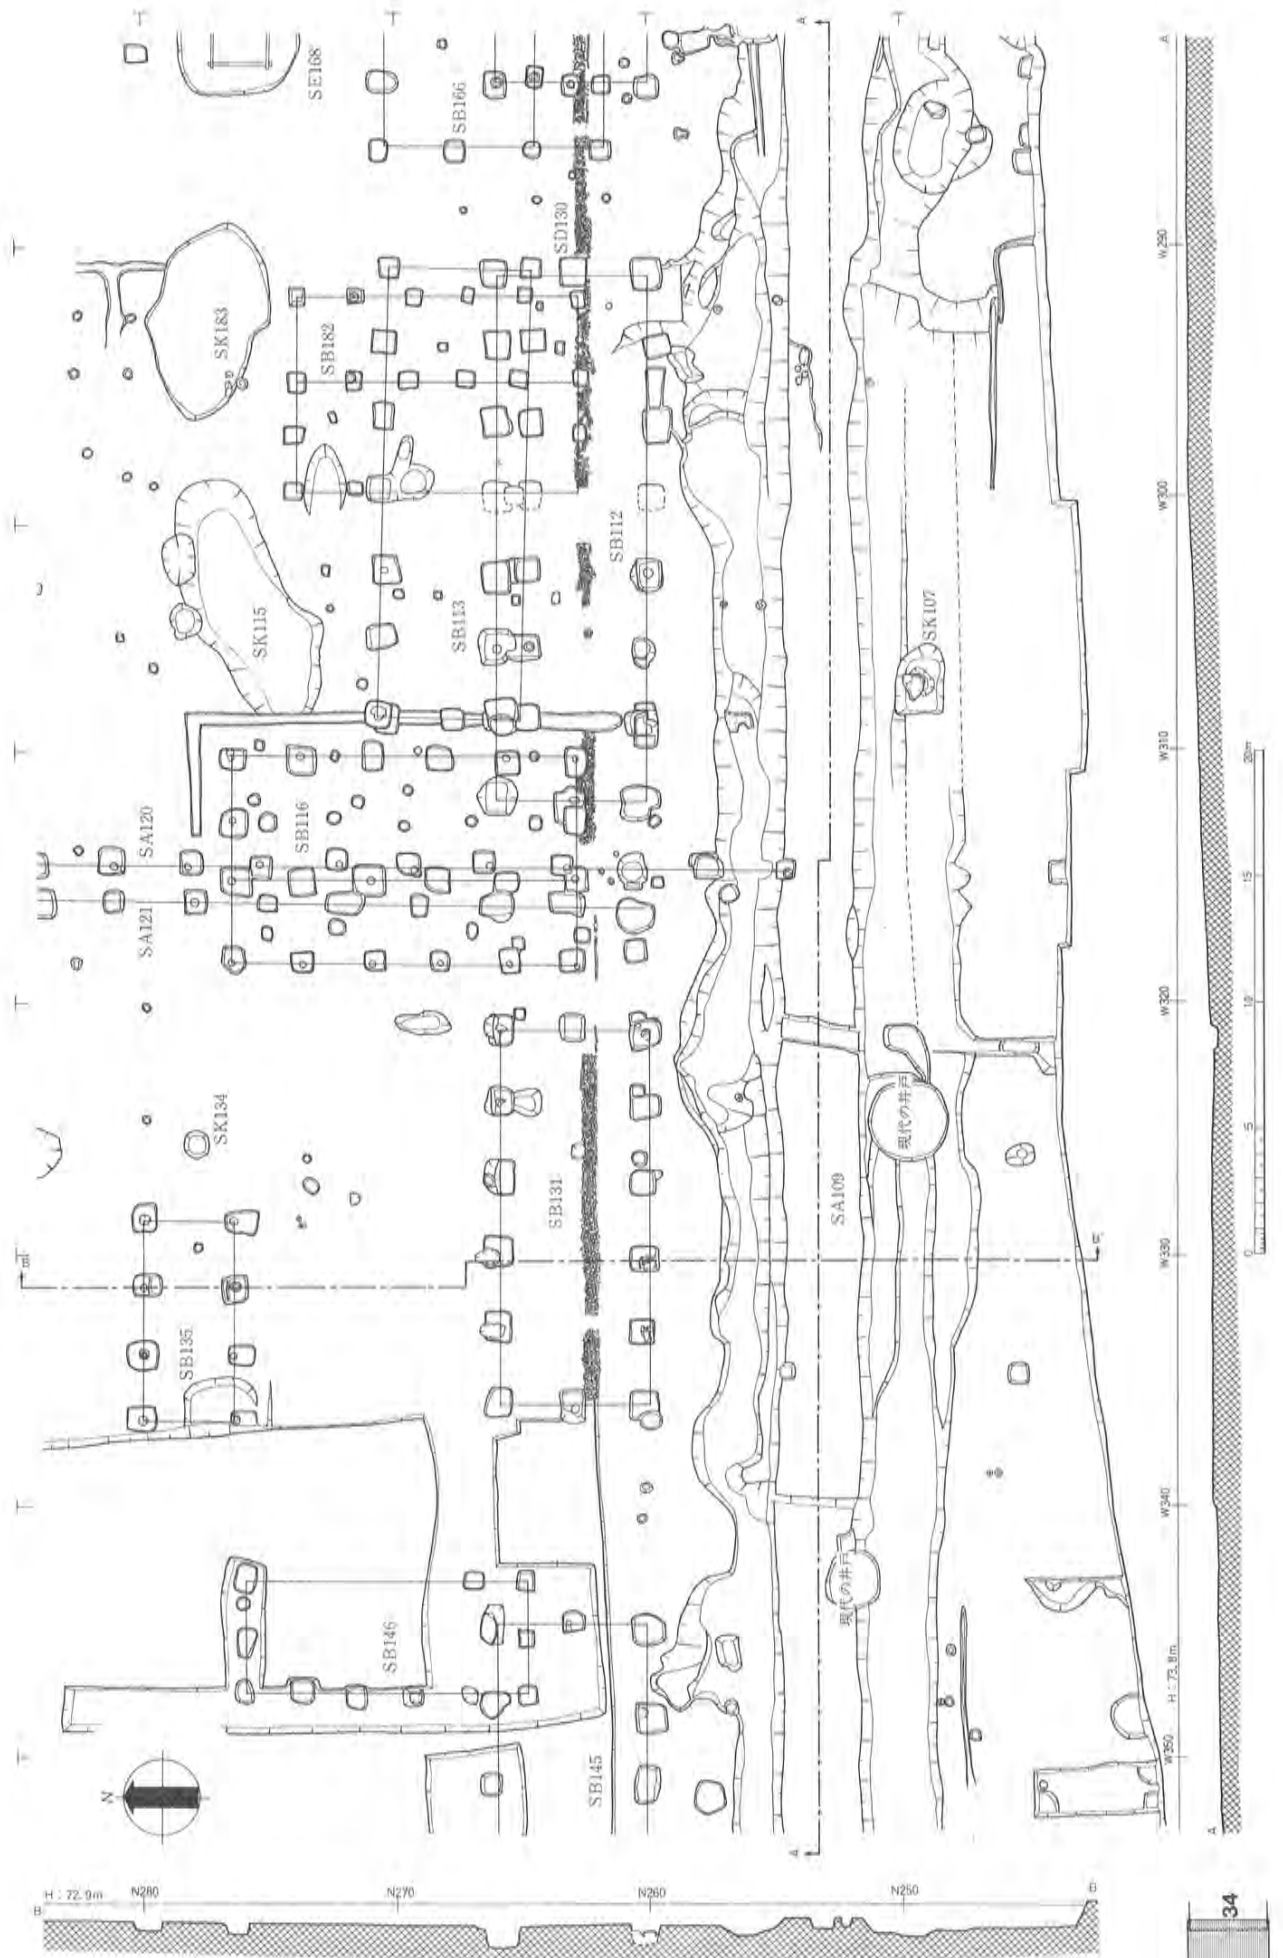 A
A
SE168
SB166
W290
SD130
SK183
SB182
W300
SB112
SK107
SB113
SK115
W310
20m
SA120
SB116
15
SA121
W320
10
SK134
現代の井戸
5
SB131
SA109
B
B
W330
0
SB135
W340
現代の井戸
SB146
H：73.8m
W350
SB145
N
A
A
H：72.9m
N280
N270
N260
N250
B
B
34